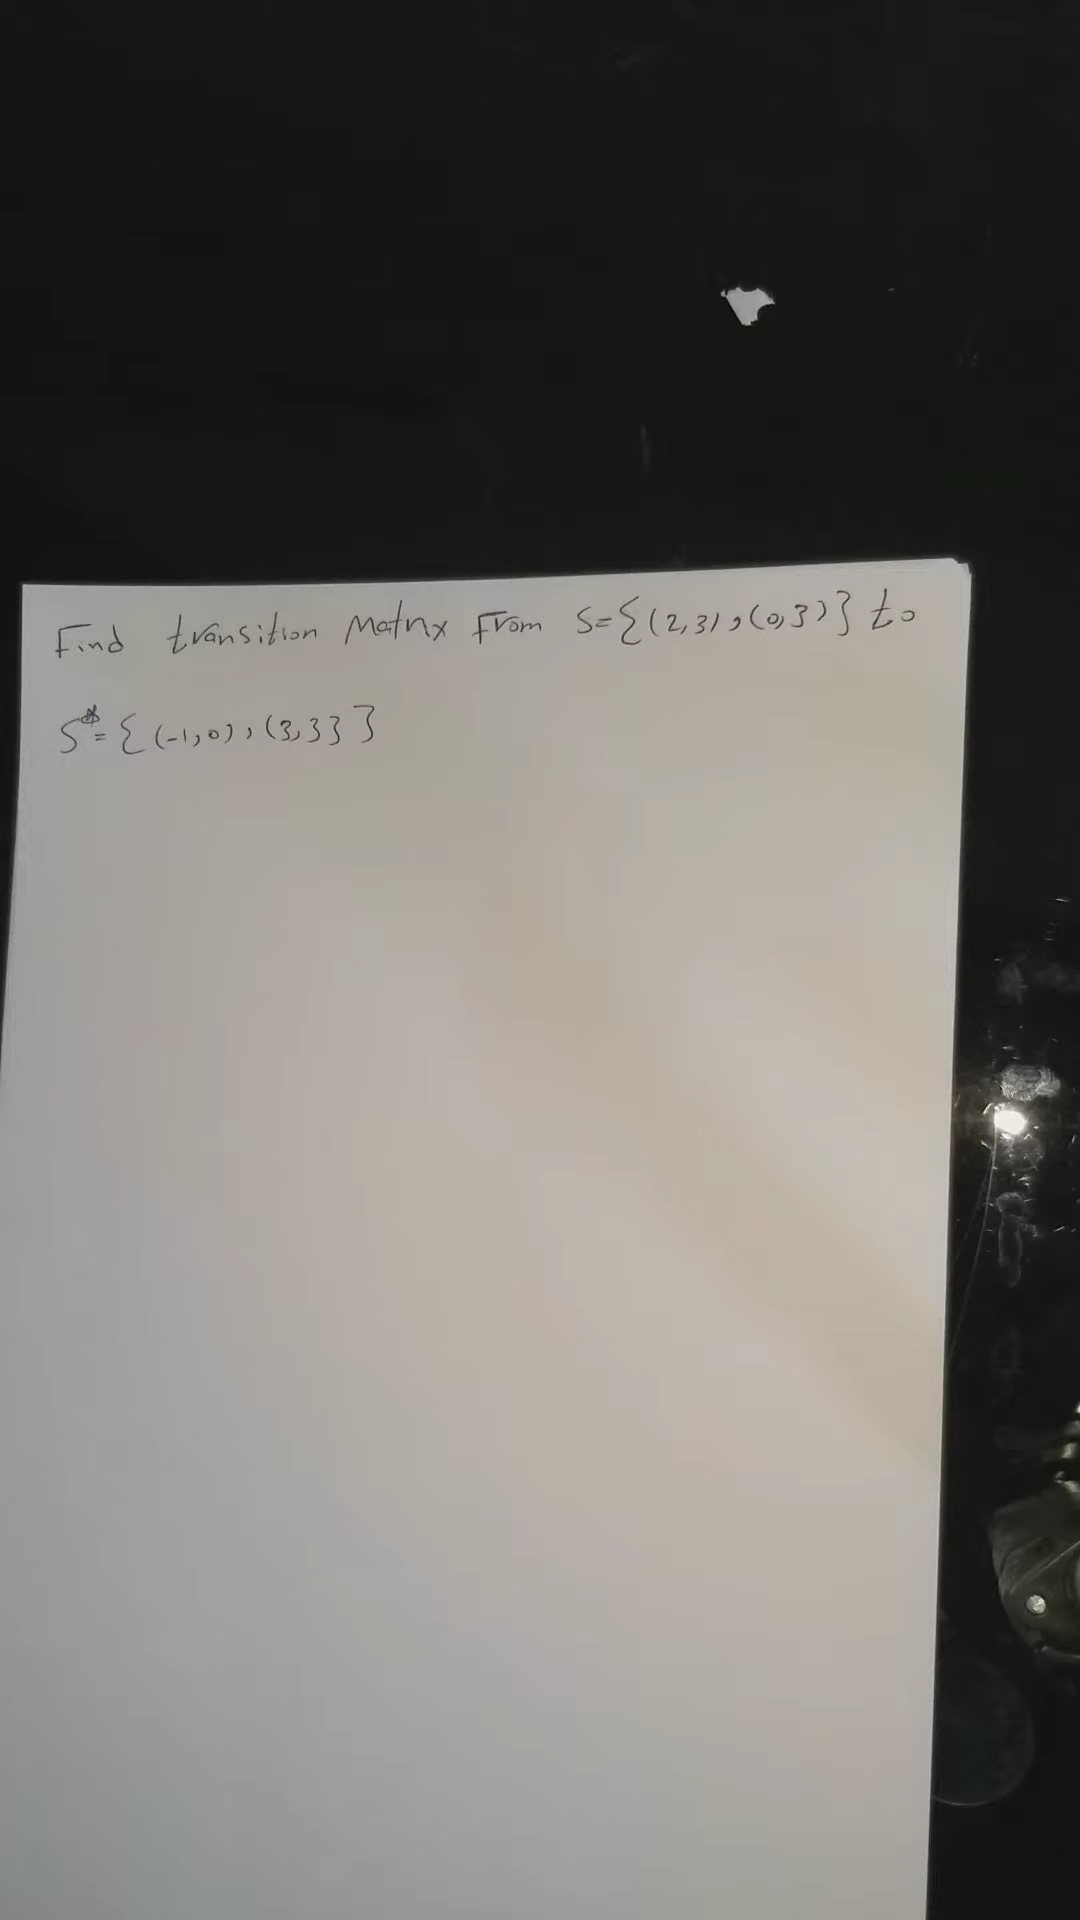 Find transition Matrix From S={(2,3),(0,3)} to
S*={(-1,0),(3,3}}